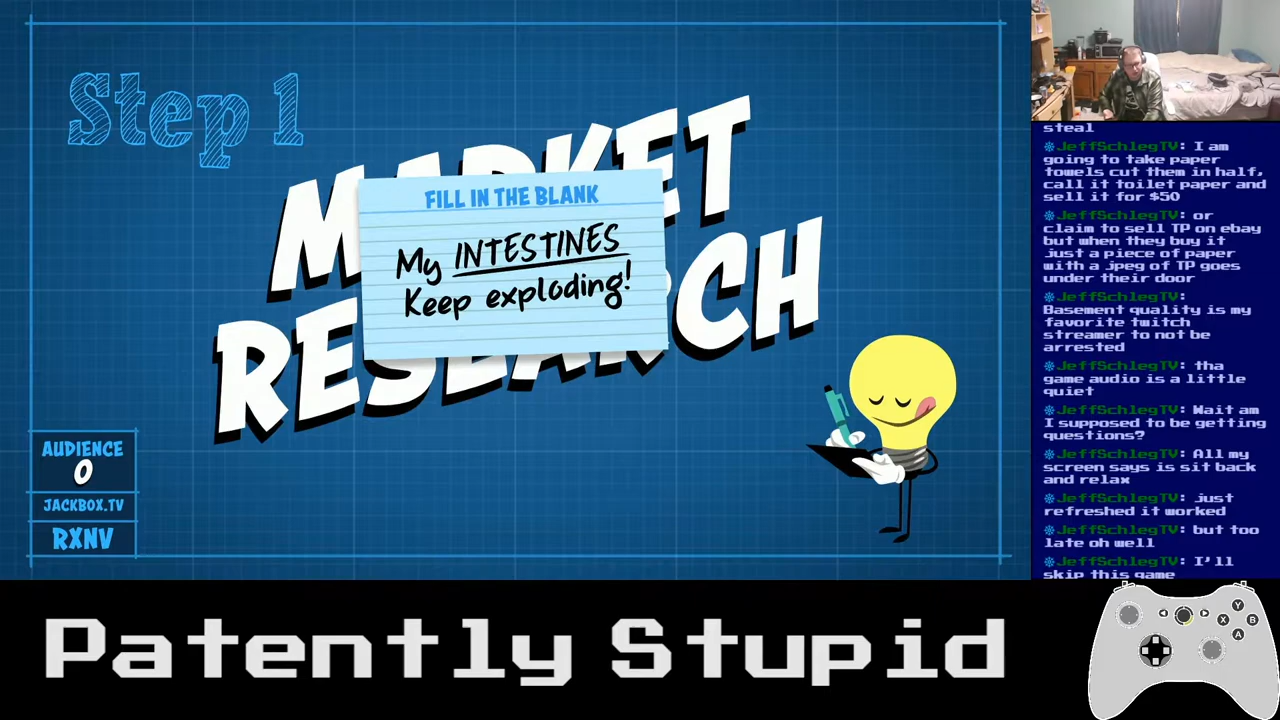 Step 1
MARKET
RESEARCH
FILL IN THE BLANK
My INTESTINES
Keep exploding!
AUDIENCE
0
JACKBOX.TV
RXNV
steal
JeffSchlegTV: I am
going to take paper
towels cut them in half,
call it toilet paper and
sell it for $50
JeffSchlegTV: or
claim to sell TP on ebay
but when they buy it
just a piece of paper
with a jpeg of TP goes
under their door
JeffSchlegTV:
Basement quality is my
favorite twitch
streamer to not be
arrested
JeffSchlegTV: tha
game audio is a little
quiet
JeffSchlegTV: Wait am
I supposed to be getting
questions?
JeffSchlegTV: All my
screen says is sit back
and relax
JeffSchlegTV: just
refreshed it worked
JeffSchlegTV: but too
late oh well
JeffSchlegTV: I'll
skip this game
Patently Stupid
Y
X
B
A